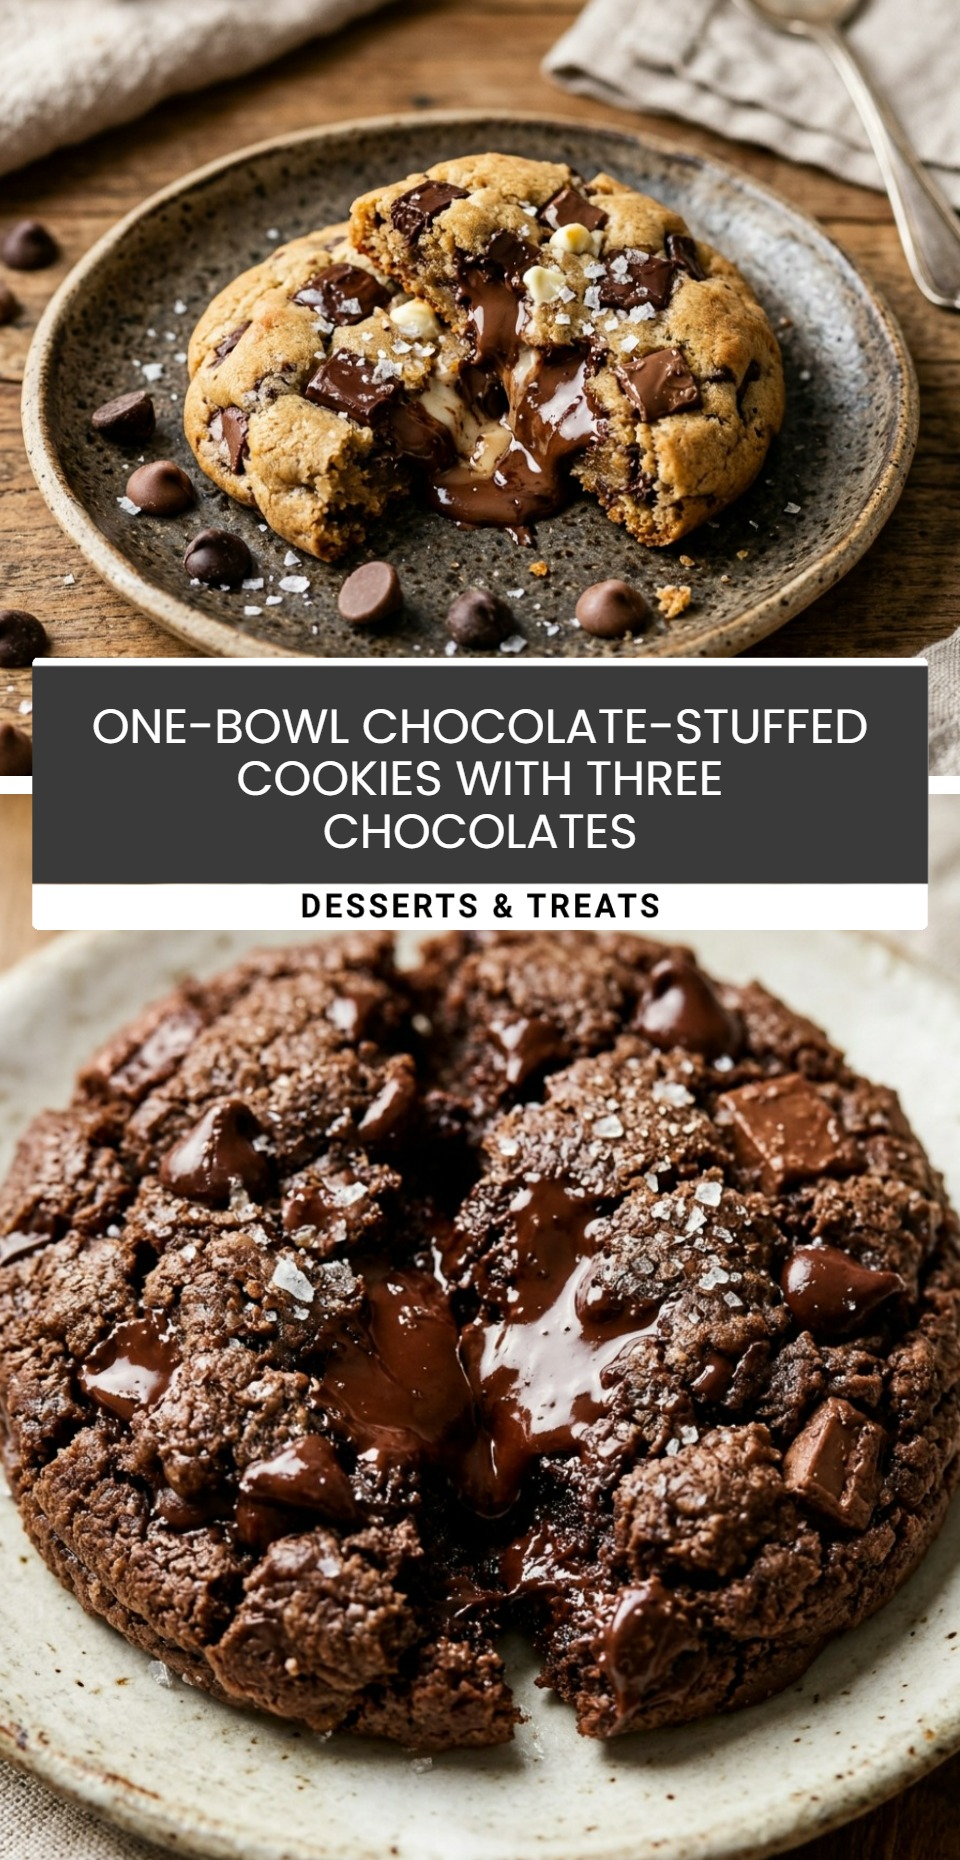 ONE-BOWL CHOCOLATE-STUFFED
COOKIES WITH THREE
CHOCOLATES
DESSERTS & TREATS